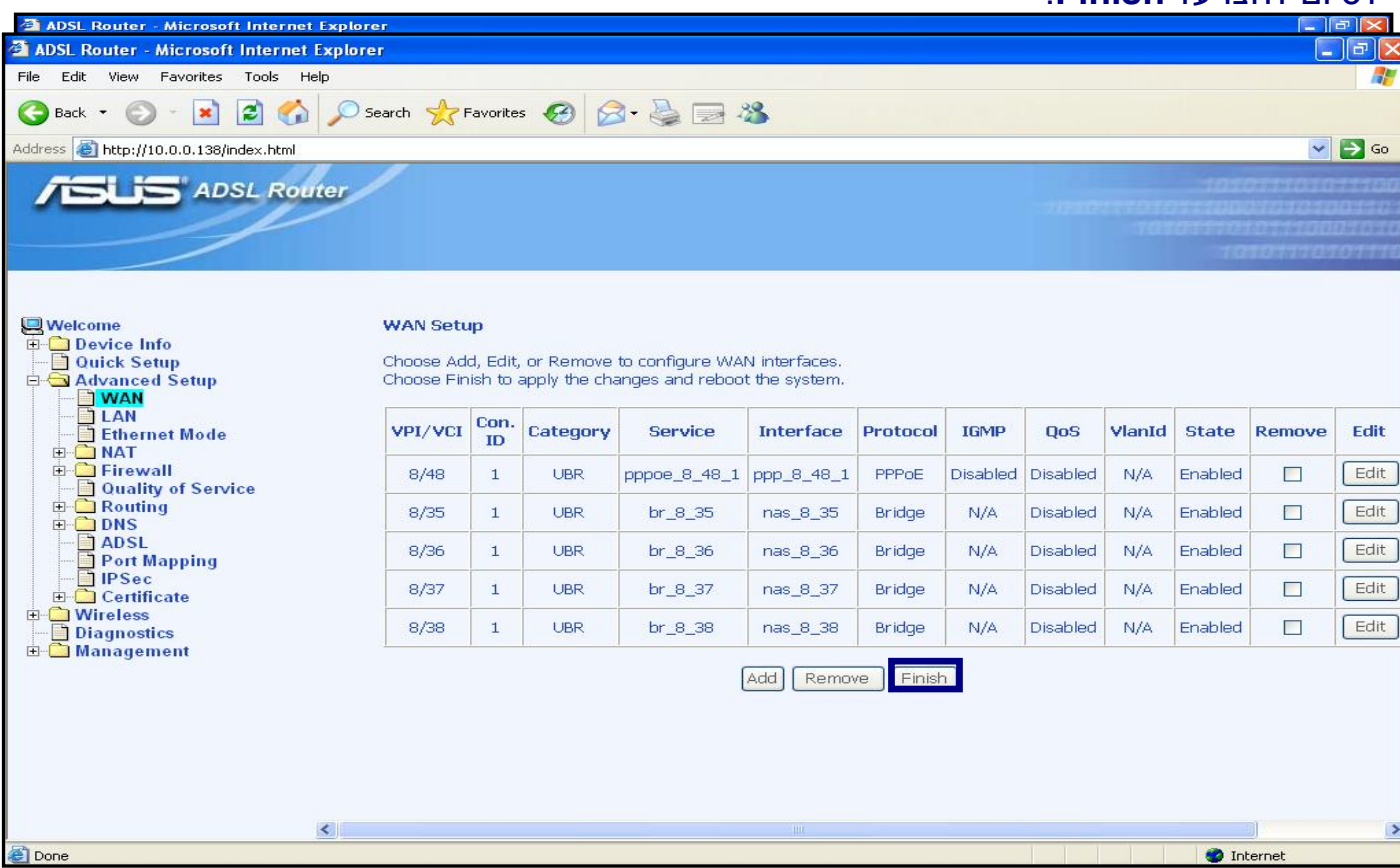 לסיום לחצו על Finish.
ADSL Router - Microsoft Internet Explorer
ADSL Router - Microsoft Internet Explorer
File Edit View Favorites Tools Help
Back Search Favorites
Address http://10.0.0.138/index.html Go
ASUS ADSL Router
Welcome
Device Info
Quick Setup
Advanced Setup
WAN
LAN
Ethernet Mode
NAT
Firewall
Quality of Service
Routing
DNS
ADSL
Port Mapping
IPSec
Certificate
Wireless
Diagnostics
Management
WAN Setup
Choose Add, Edit, or Remove to configure WAN interfaces.
Choose Finish to apply the changes and reboot the system.
VPI/VCI Con. ID Category Service Interface Protocol IGMP QoS VlanId State Remove Edit
8/48 1 UBR pppoe_8_48_1 ppp_8_48_1 PPPoE Disabled Disabled N/A Enabled Edit
8/35 1 UBR br_8_35 nas_8_35 Bridge N/A Disabled N/A Enabled Edit
8/36 1 UBR br_8_36 nas_8_36 Bridge N/A Disabled N/A Enabled Edit
8/37 1 UBR br_8_37 nas_8_37 Bridge N/A Disabled N/A Enabled Edit
8/38 1 UBR br_8_38 nas_8_38 Bridge N/A Disabled N/A Enabled Edit
Add Remove Finish
Done Internet